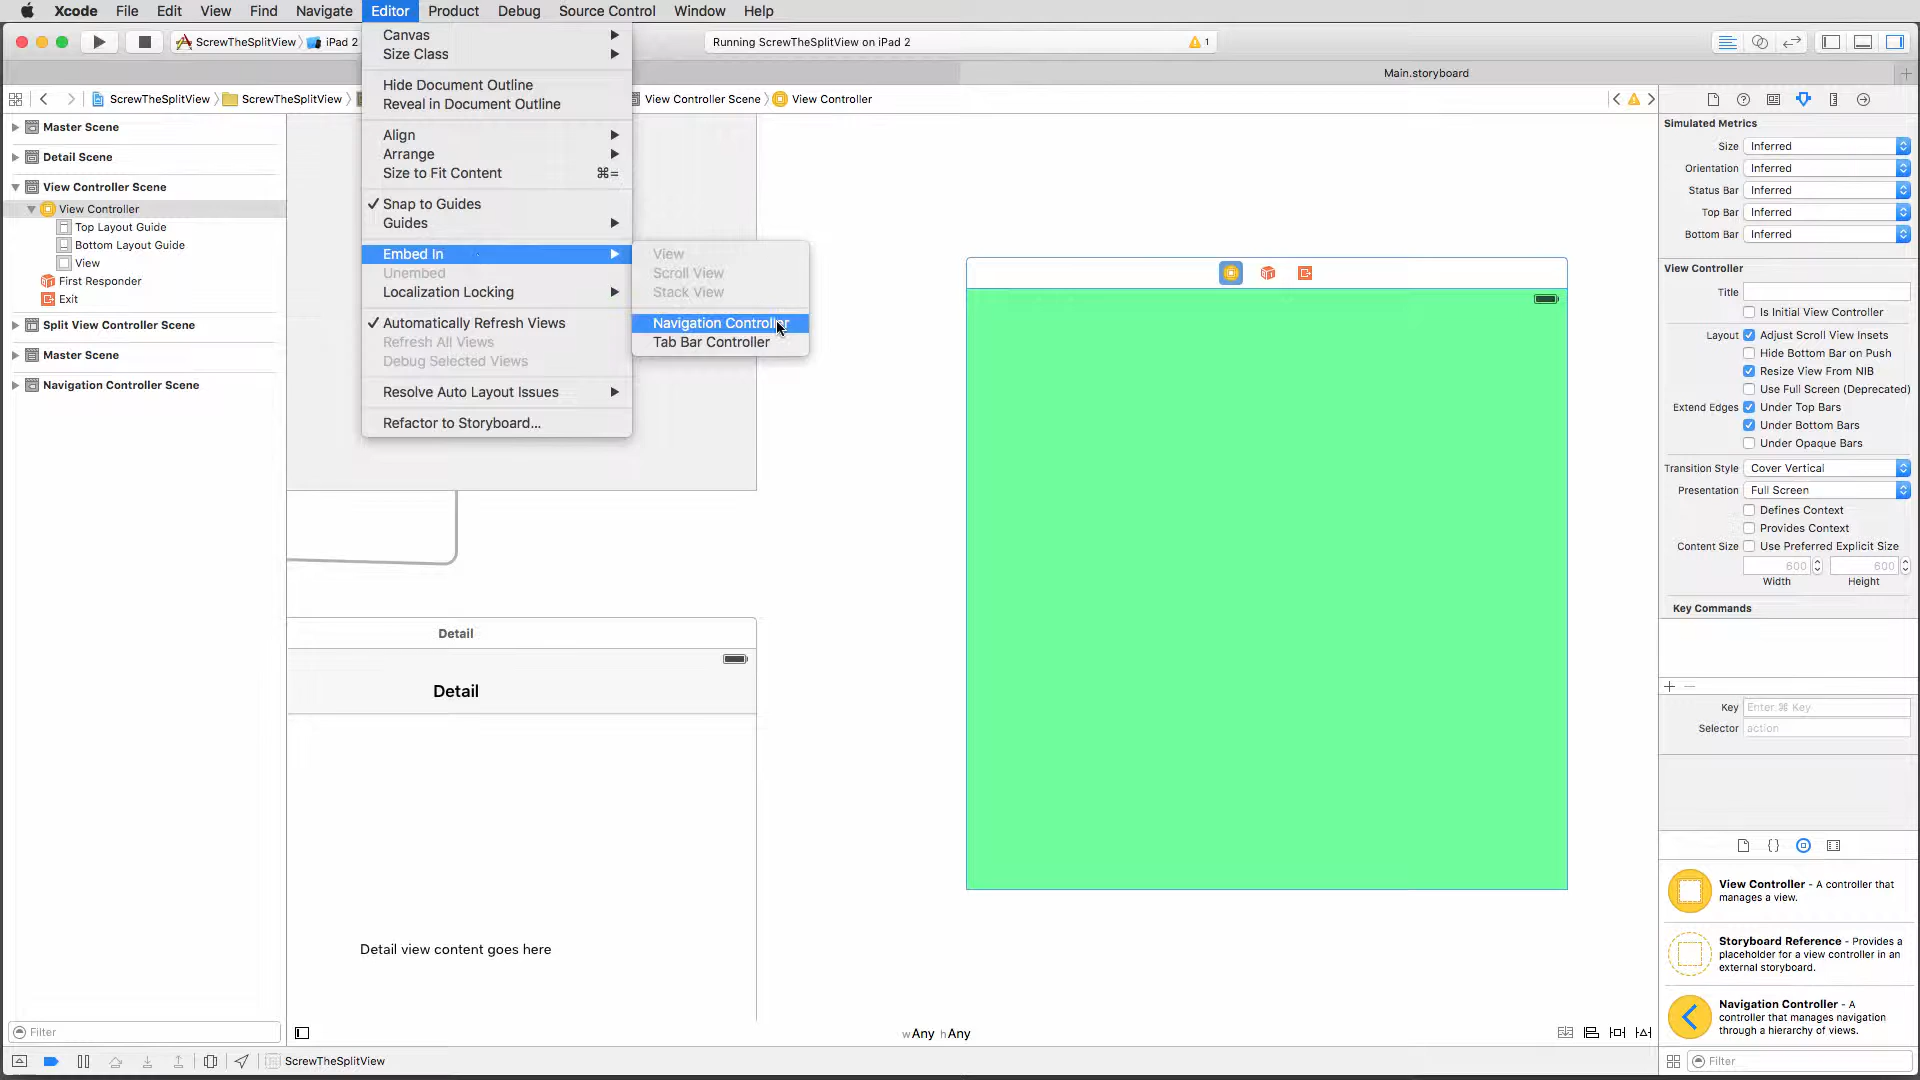 Xcode File Edit View Find Navigate Editor Product Debug Source Control Window Help
ScrewTheSplitView iPad 2
Running ScrewTheSplitView on iPad 2
1
Main.storyboard
ScrewTheSplitView
ScrewTheSplitView
View Controller Scene
View Controller
Master Scene
Detail Scene
View Controller Scene
View Controller
Top Layout Guide
Bottom Layout Guide
View
First Responder
Exit
Split View Controller Scene
Master Scene
Navigation Controller Scene
Filter
Canvas
Size Class
Hide Document Outline
Reveal in Document Outline
Align
Arrange
Size to Fit Content ⌘=
Snap to Guides
Guides
Embed In
Unembed
Localization Locking
Automatically Refresh Views
Refresh All Views
Debug Selected Views
Resolve Auto Layout Issues
Refactor to Storyboard...
View
Scroll View
Stack View
Navigation Controller
Tab Bar Controller
Detail
Detail
Detail view content goes here
wAny hAny
Simulated Metrics
Size Inferred
Orientation Inferred
Status Bar Inferred
Top Bar Inferred
Bottom Bar Inferred
View Controller
Title
Is Initial View Controller
Layout Adjust Scroll View Insets
Hide Bottom Bar on Push
Resize View From NIB
Use Full Screen (Deprecated)
Extend Edges Under Top Bars
Under Bottom Bars
Under Opaque Bars
Transition Style Cover Vertical
Presentation Full Screen
Defines Context
Provides Context
Content Size Use Preferred Explicit Size
600 600
Width Height
Key Commands
Key Enter ⌘ Key
Selector action
View Controller - A controller that
manages a view.
Storyboard Reference - Provides a
placeholder for a view controller in an
external storyboard.
Navigation Controller - A
controller that manages navigation
through a hierarchy of views.
Filter
ScrewTheSplitView